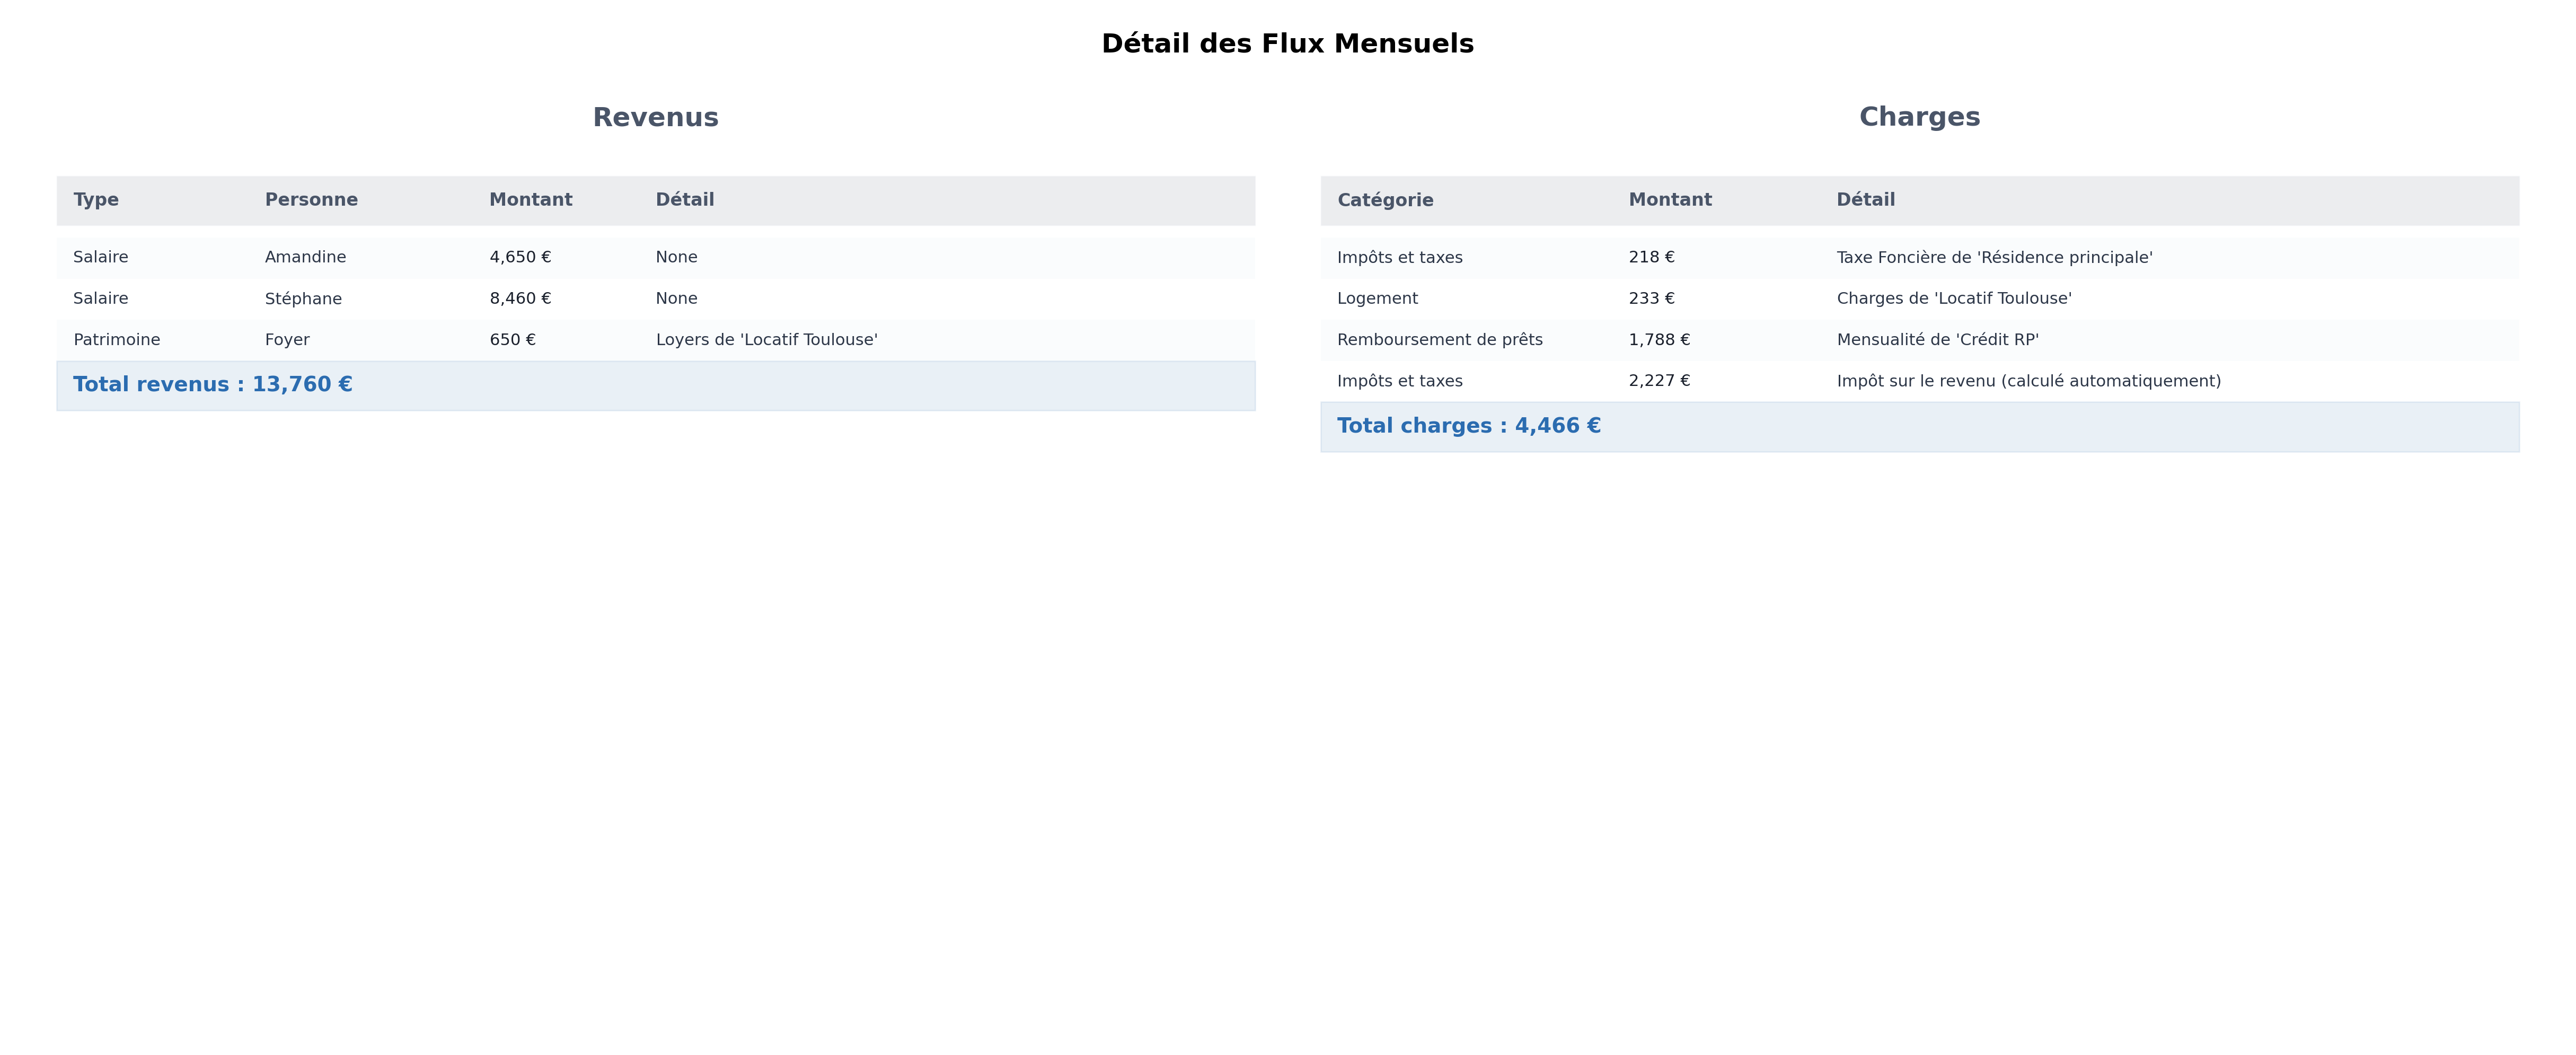 Détail des Flux Mensuels
Revenus
Type Personne Montant Détail
Salaire Amandine 4,650 € None
Salaire Stéphane 8,460 € None
Patrimoine Foyer 650 € Loyers de 'Locatif Toulouse'
Total revenus : 13,760 €
Charges
Catégorie Montant Détail
Impôts et taxes 218 € Taxe Foncière de 'Résidence principale'
Logement 233 € Charges de 'Locatif Toulouse'
Remboursement de prêts 1,788 € Mensualité de 'Crédit RP'
Impôts et taxes 2,227 € Impôt sur le revenu (calculé automatiquement)
Total charges : 4,466 €